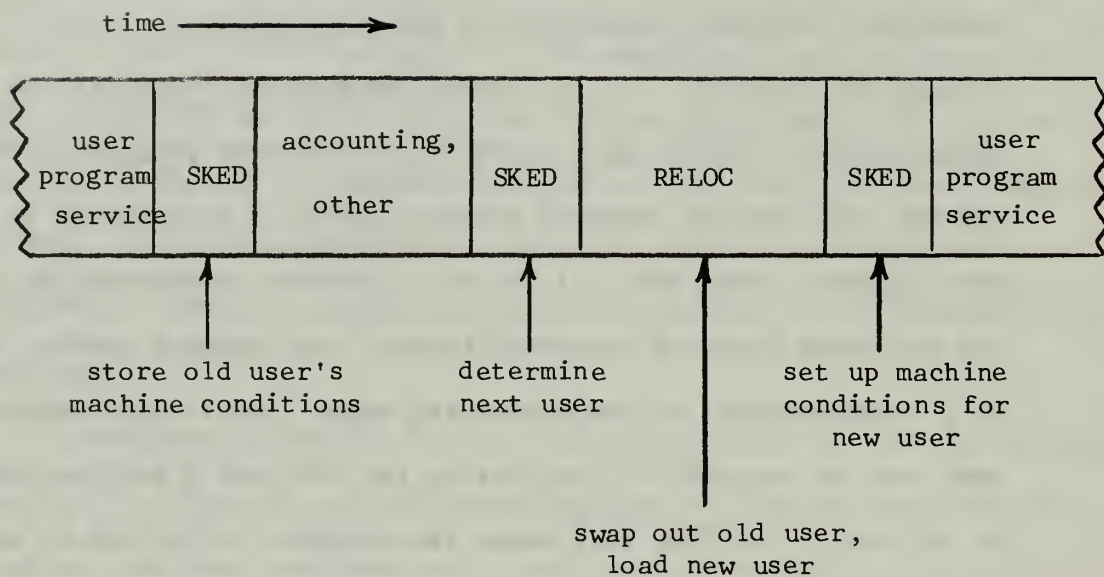 time
user
program
service
SKED
accounting,
other
SKED
RELOC
SKED
user
program
service
store old user's
machine conditions
determine
next user
set up machine
conditions for
new user
swap out old user,
load new user